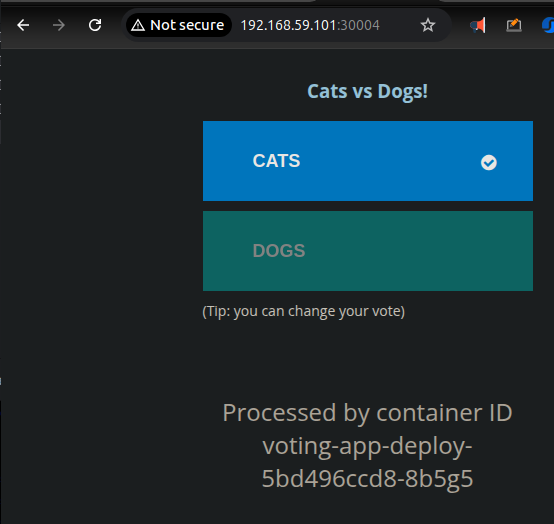 Not secure 192.168.59.101:30004
Cats vs Dogs!
CATS
DOGS
(Tip: you can change your vote)
Processed by container ID
voting-app-deploy-
5bd496ccd8-8b5g5